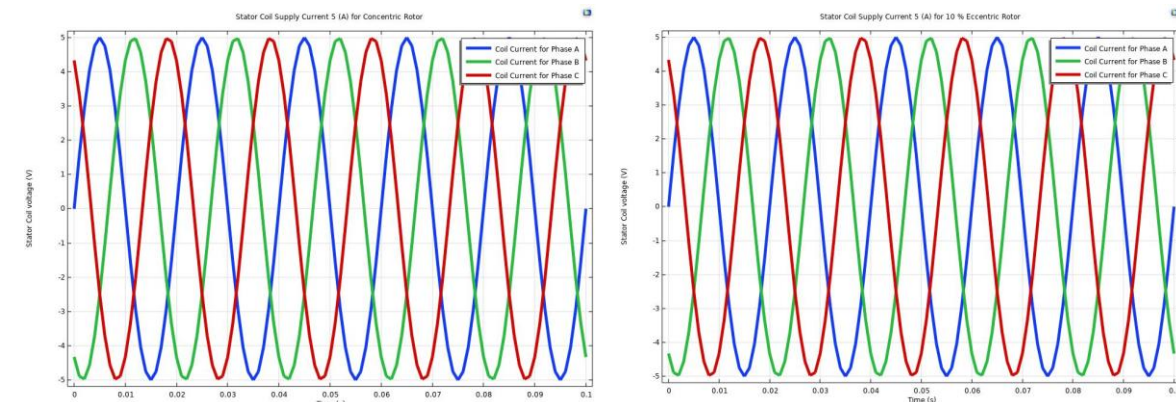 Stator Coil Supply Current 5 (A) for Concentric Rotor
Coil Current for Phase A
Coil Current for Phase B
Coil Current for Phase C
Stator Coil voltage (V)
5
4
3
2
1
0
-1
-2
-3
-4
-5
0 0.01 0.02 0.03 0.04 0.05 0.06 0.07 0.08 0.09 0.1
Stator Coil Supply Current 5 (A) for 10 % Eccentric Rotor
Coil Current for Phase A
Coil Current for Phase B
Coil Current for Phase C
Stator Coil voltage (V)
5
4
3
2
1
0
-1
-2
-3
-4
-5
0 0.01 0.02 0.03 0.04 0.05 0.06 0.07 0.08 0.09
Time (s)